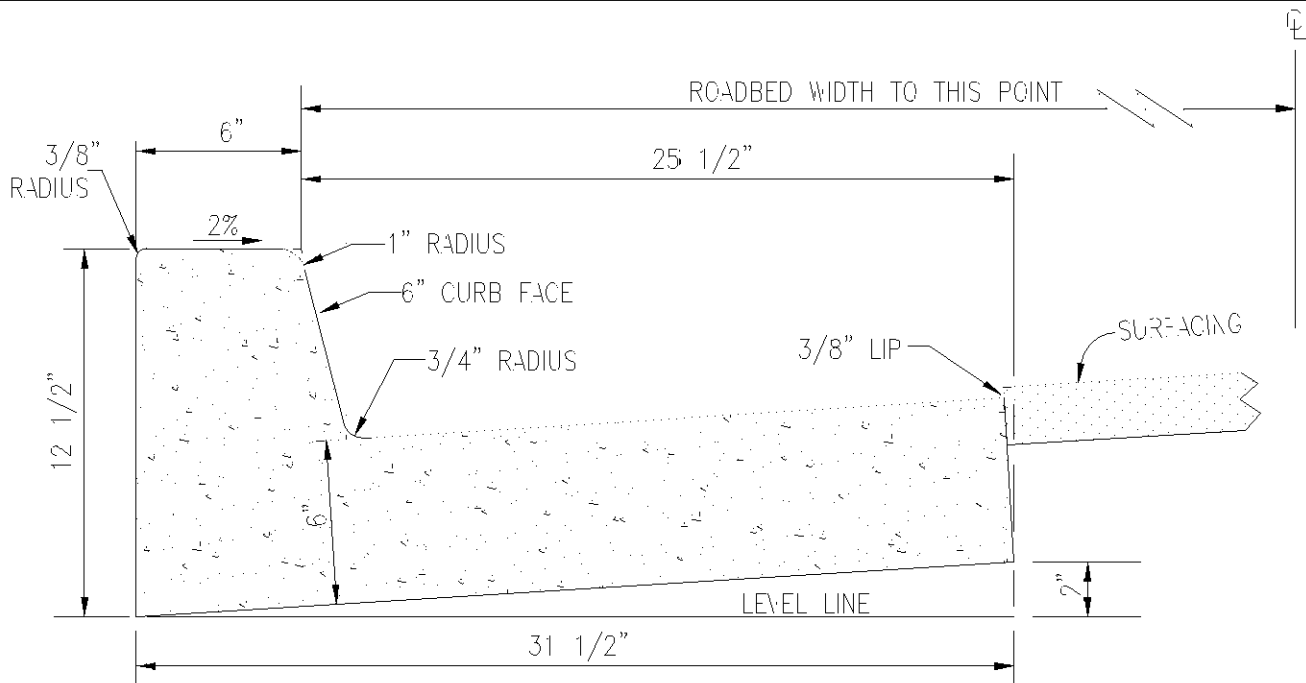 ℄
ROADBED WIDTH TO THIS POINT
6"
25 1/2"
3/8"
RADIUS
2%
1" RADIUS
6" CURB FACE
SURFACING
3/8" LIP
3/4" RADIUS
12 1/2"
6"
2"
LEVEL LINE
31 1/2"